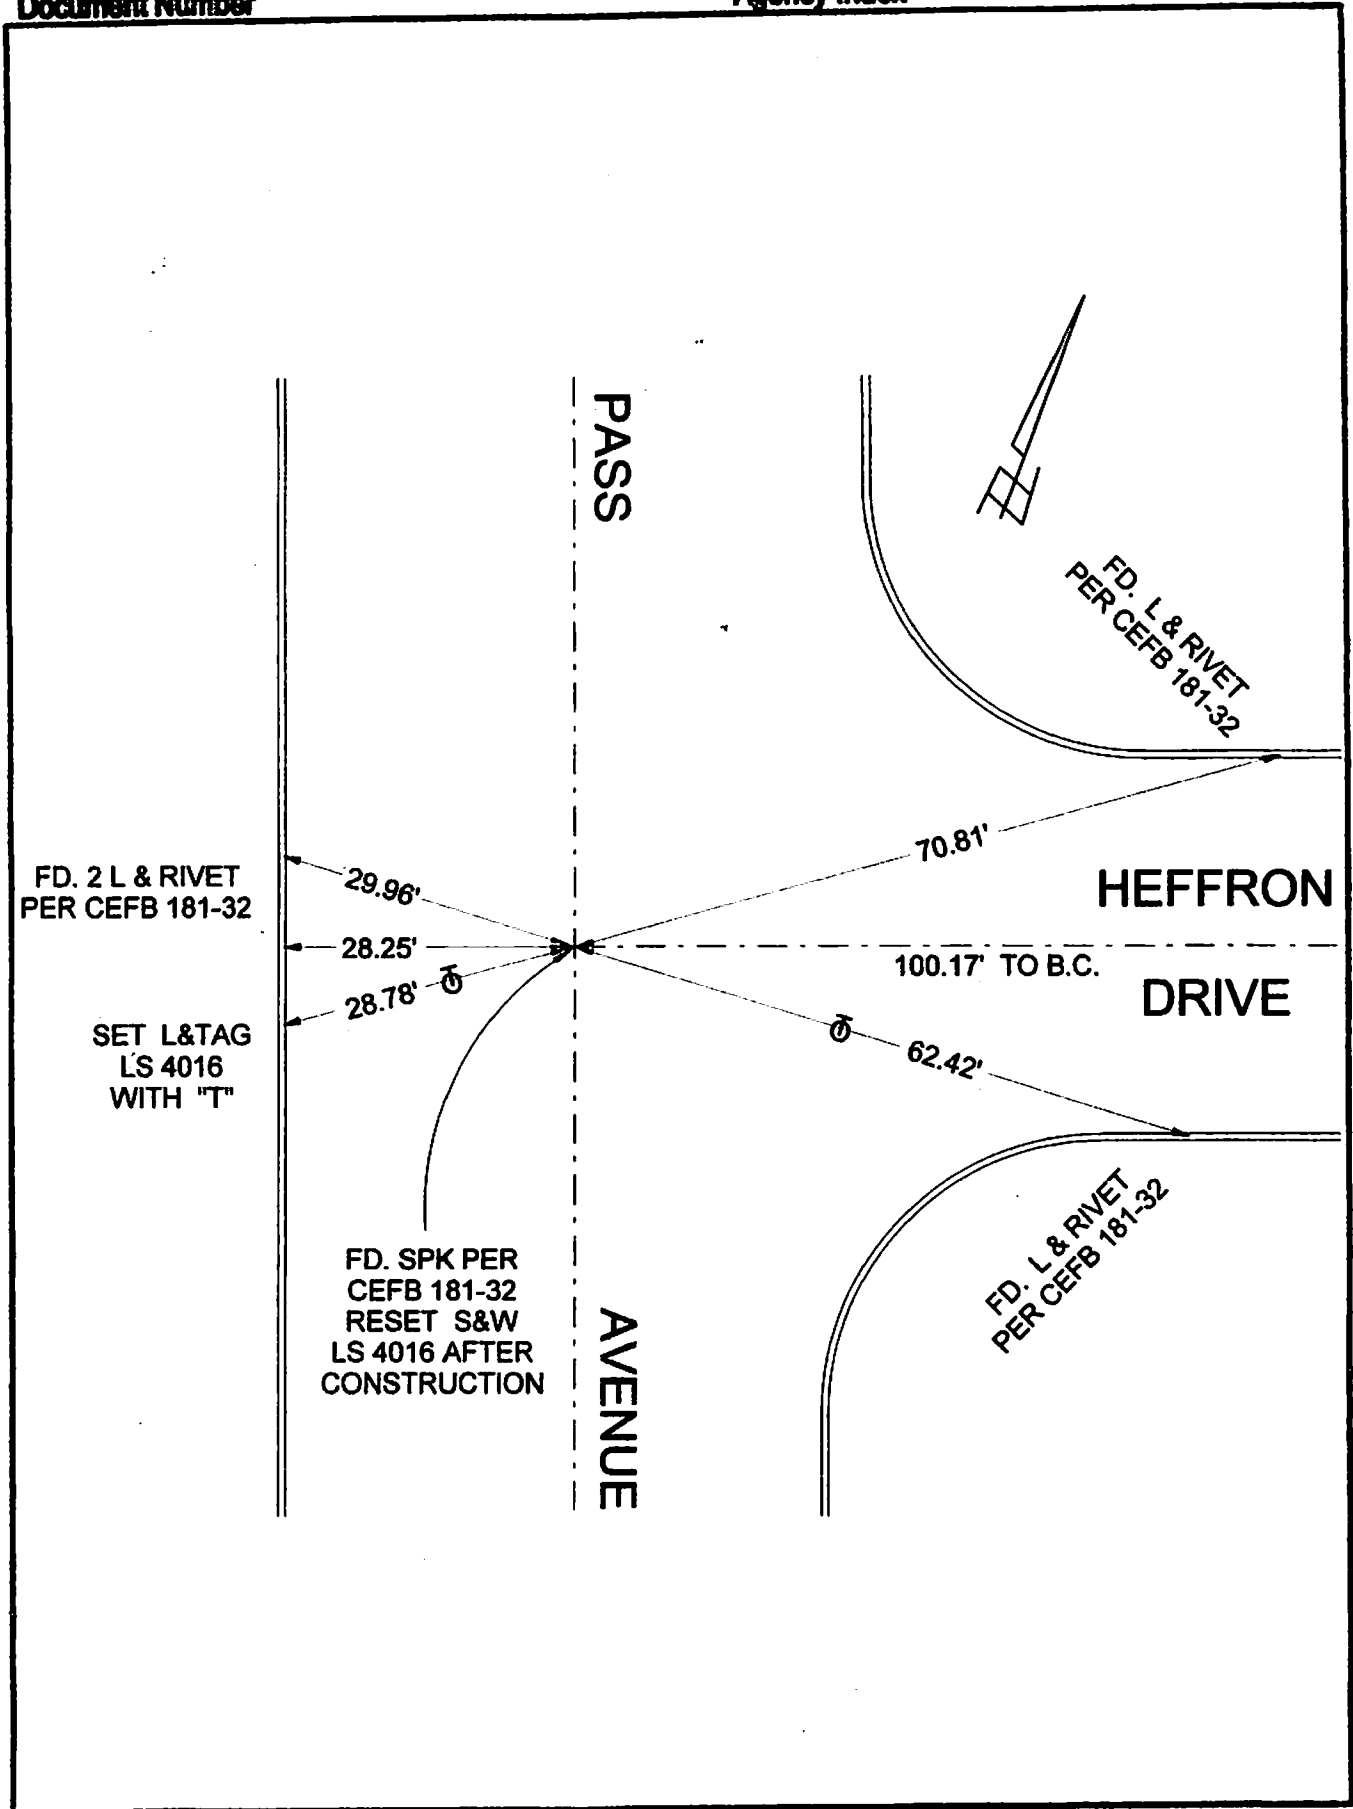 Document Number
Agency Index
PASS
FD. L & RIVET
PER CEFB 181-32
70.81'
FD. 2 L & RIVET
PER CEFB 181-32
29.96'
HEFFRON
28.25'
100.17' TO B.C.
28.78'
DRIVE
SET L&TAG
LS 4016
WITH "T"
62.42'
FD. L & RIVET
PER CEFB 181-32
FD. SPK PER
CEFB 181-32
RESET S&W
LS 4016 AFTER
CONSTRUCTION
AVENUE